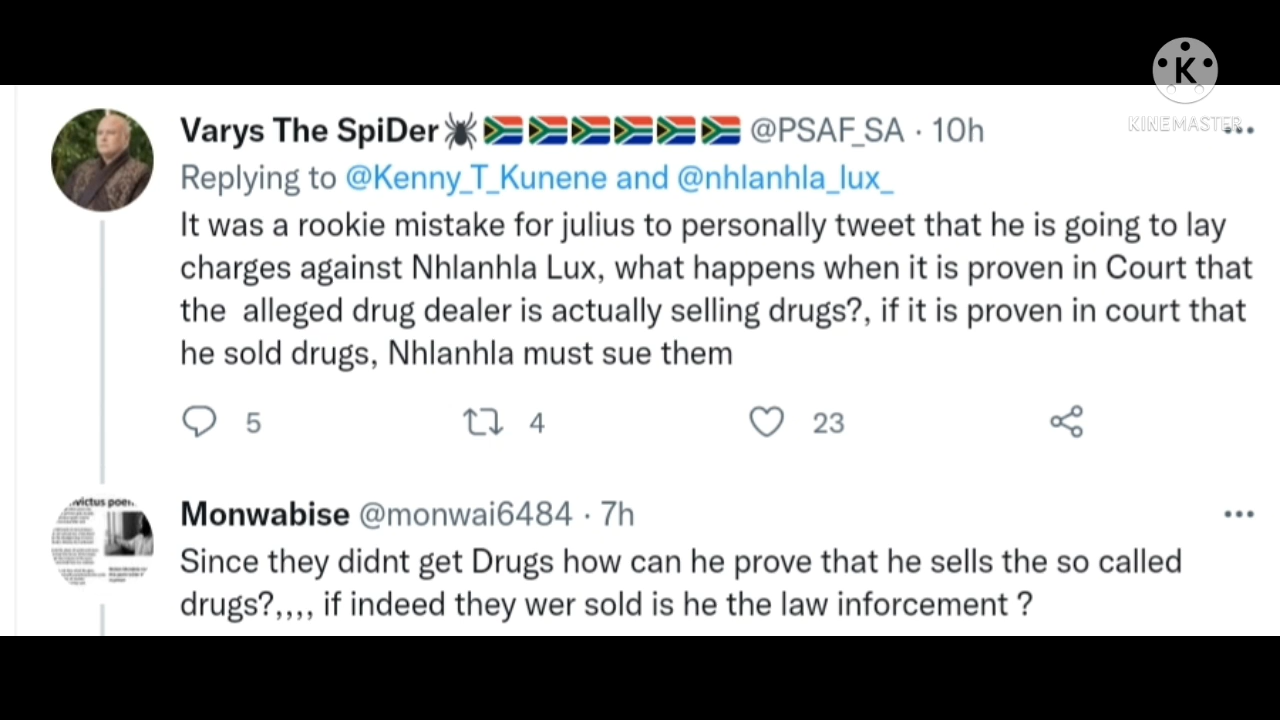 K
KINEMASTER
Varys The SpiDer🕷🇿🇦🇿🇦🇿🇦🇿🇦🇿🇦🇿🇦 @PSAF_SA · 10h
Replying to @Kenny_T_Kunene and @nhlanhla_lux_
It was a rookie mistake for julius to personally tweet that he is going to lay
charges against Nhlanhla Lux, what happens when it is proven in Court that
the  alleged drug dealer is actually selling drugs?, if it is proven in court that
he sold drugs, Nhlanhla must sue them
5 4 23
victus poe
Monwabise @monwai6484 · 7h
Since they didnt get Drugs how can he prove that he sells the so called
drugs?,,,, if indeed they wer sold is he the law inforcement ?